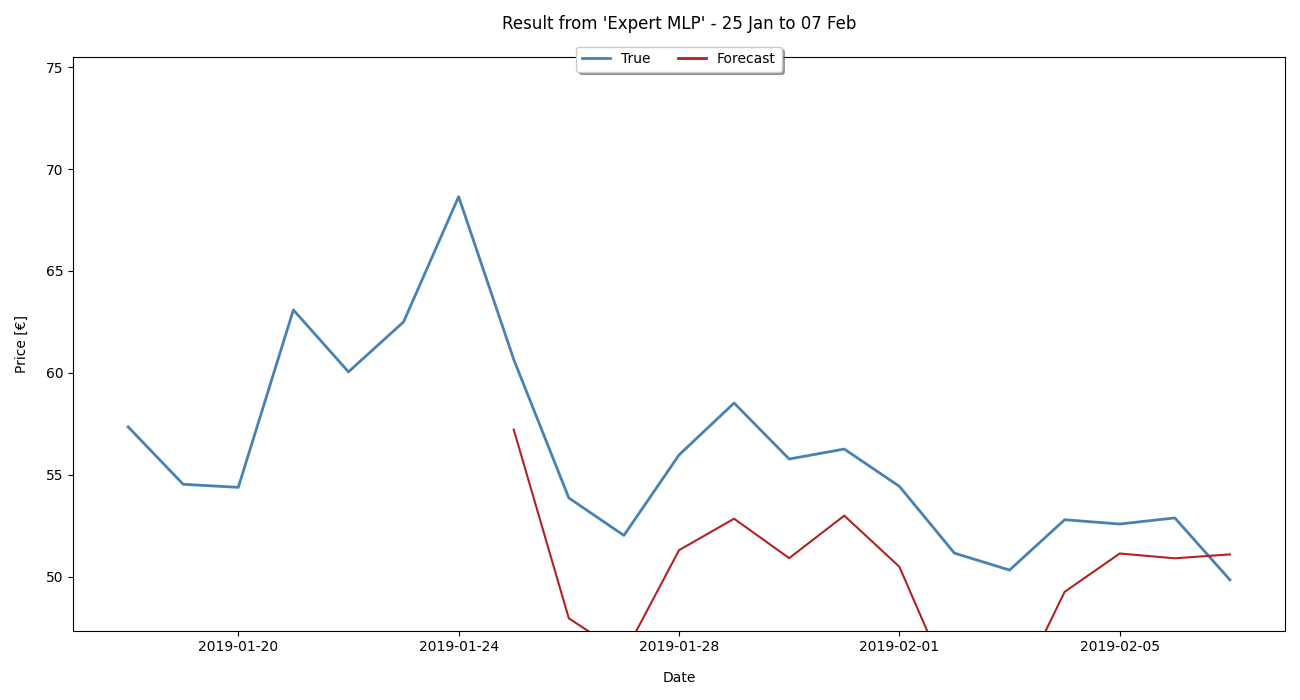 Result from 'Expert MLP' - 25 Jan to 07 Feb
True Forecast
75
70
65
60
55
50
Price [€]
2019-01-20 2019-01-24 2019-01-28 2019-02-01 2019-02-05
Date